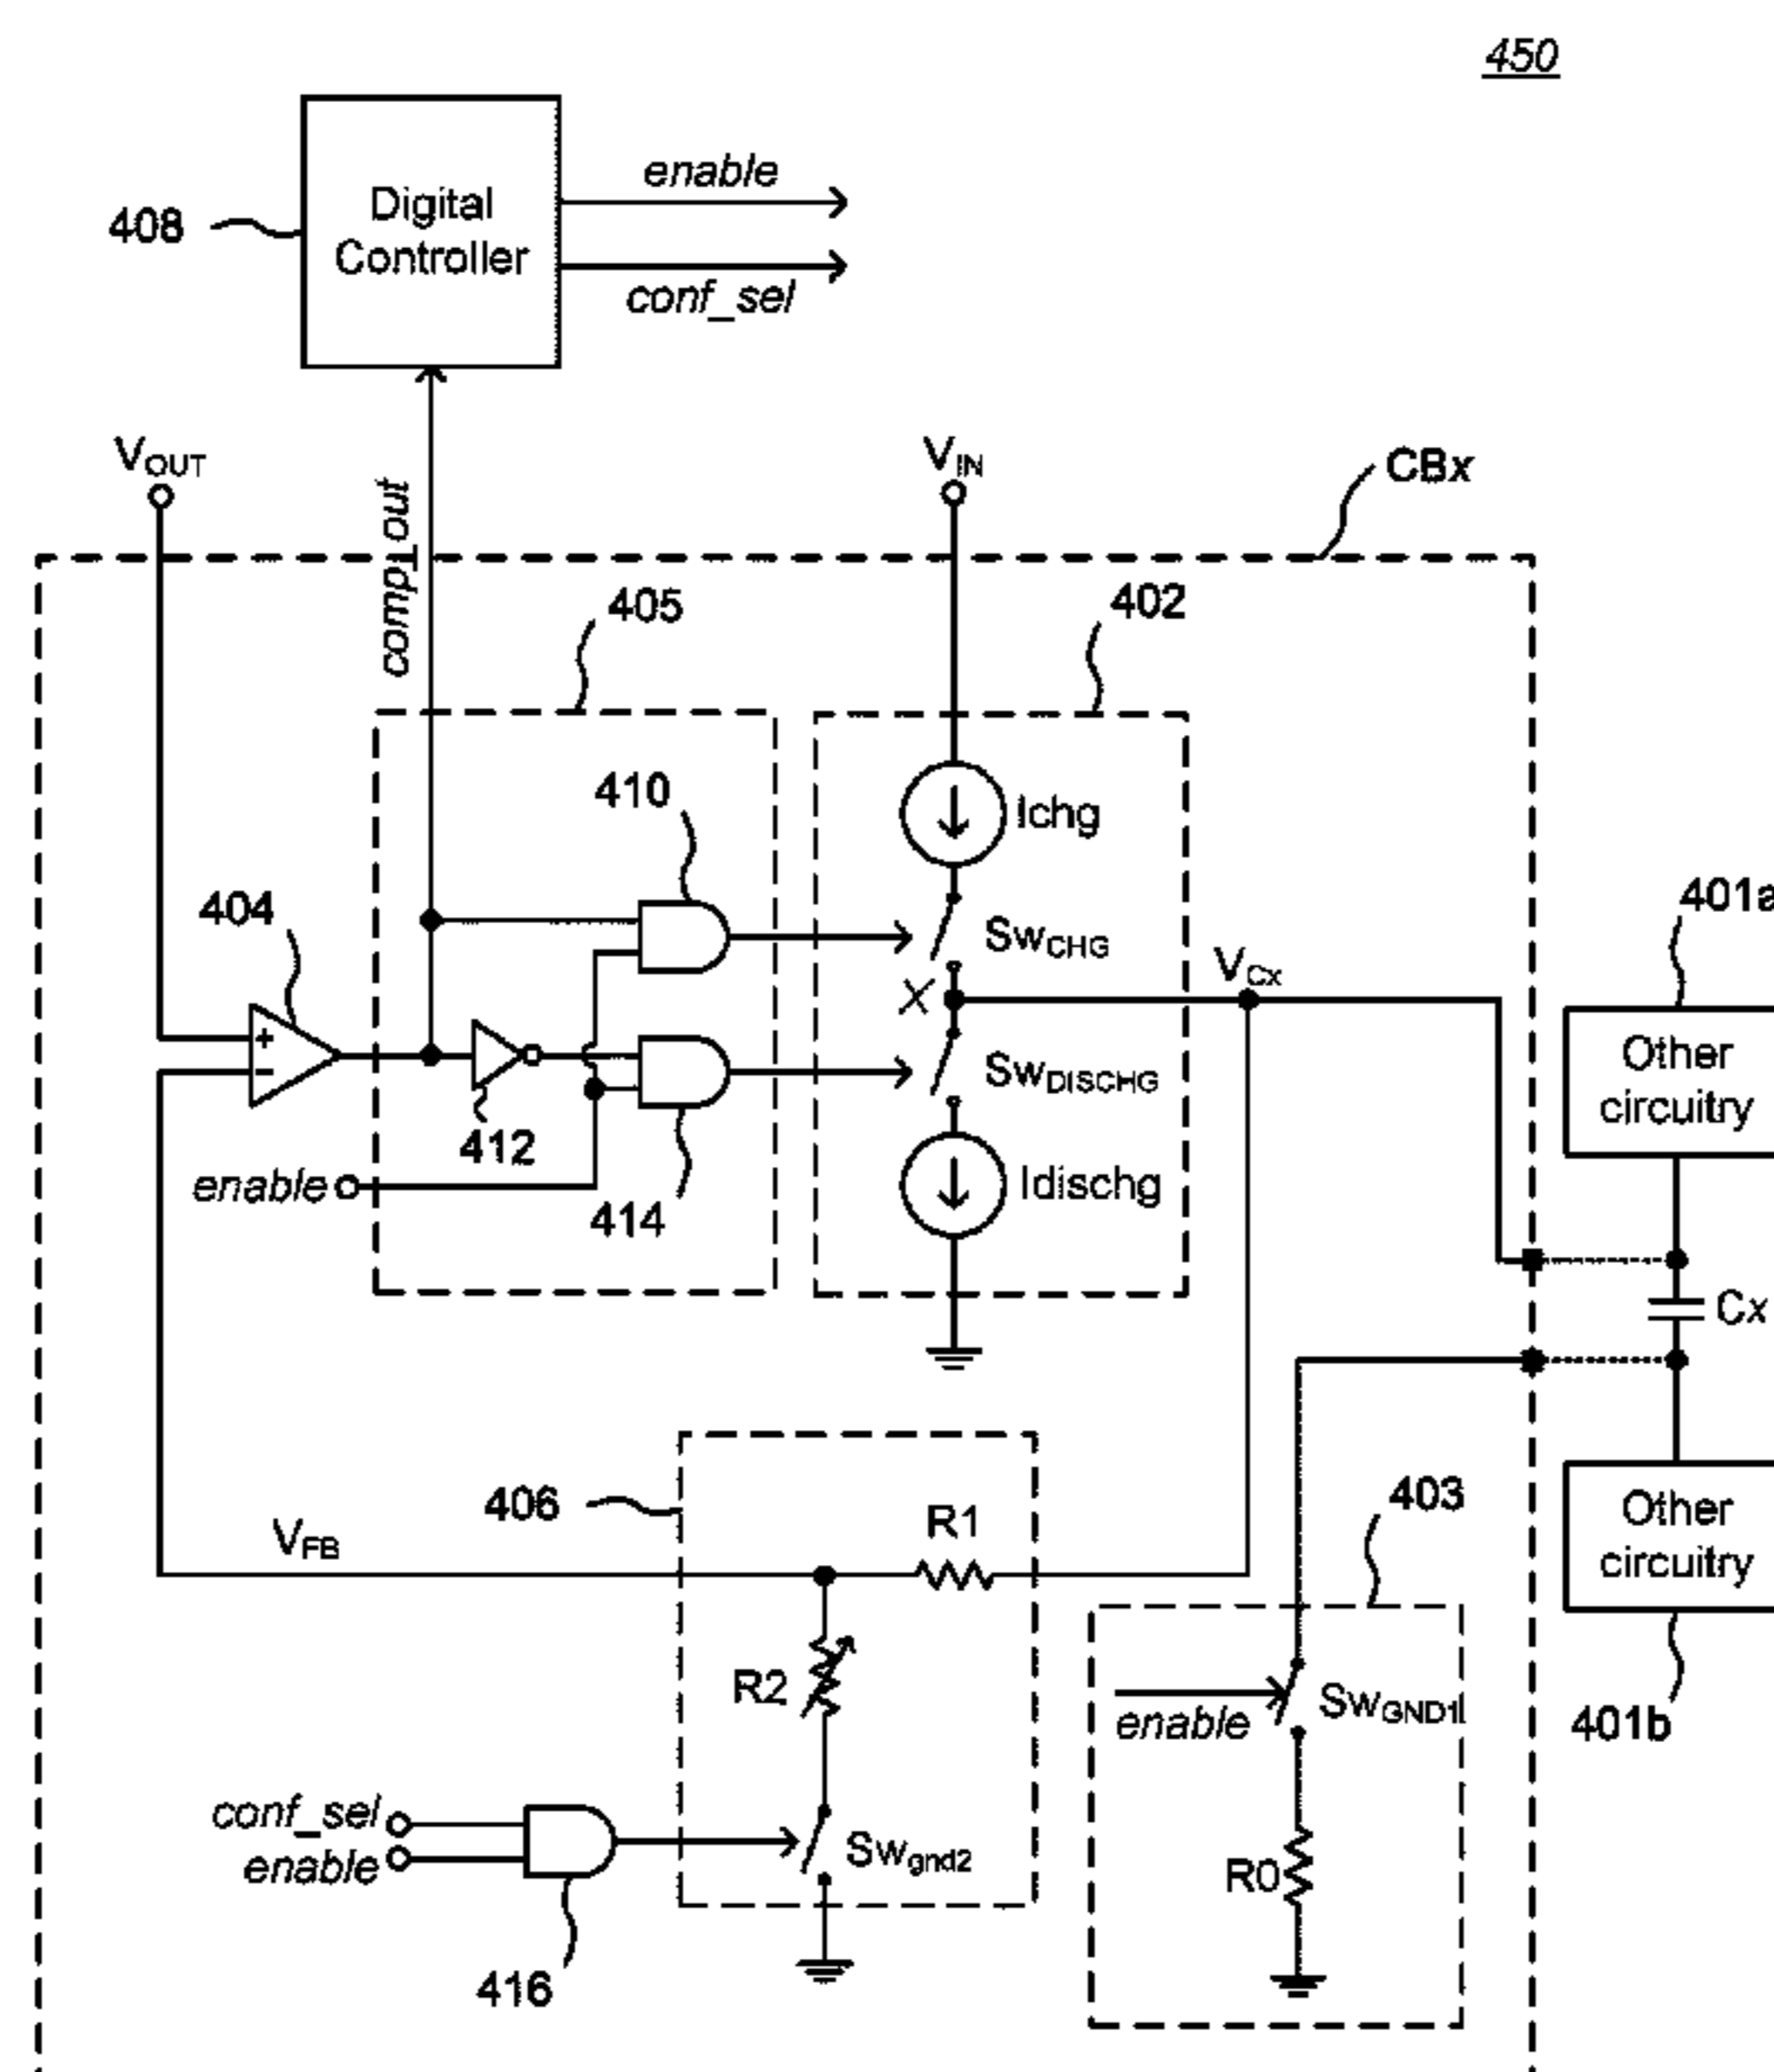 450
Digital
Controller
408
enable
conf_sel
VOUT
VIN
CBx
comp_out
405
402
410
Ichg
404
401a
SwCHG
VCx
X
Other
circuitry
+
−
SwDISCHG
412
enable
414
Idischg
Cx
406
R1
403
VFB
Other
circuitry
R2
enable
SwGND1
401b
conf_sel
enable
Swgnd2
R0
416